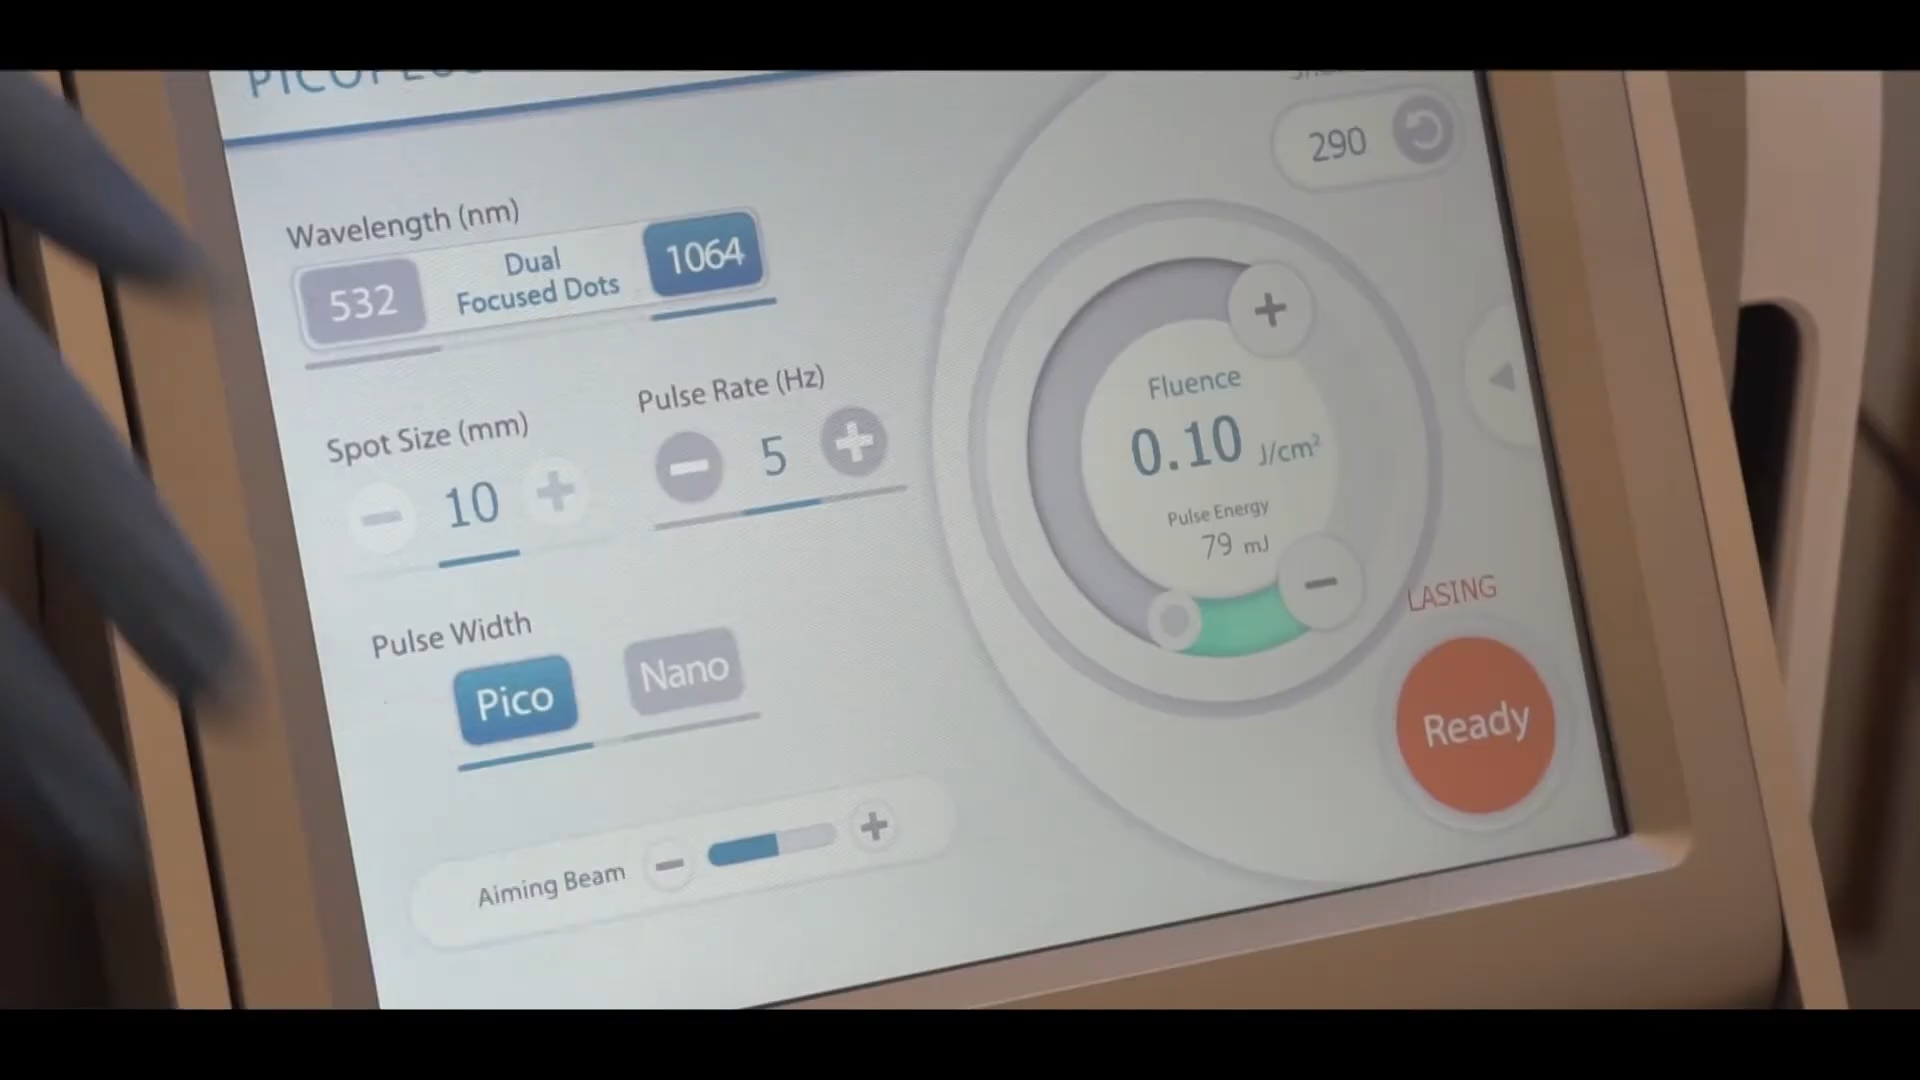 290
Wavelength (nm)
532
Dual
Focused Dots
1064
Spot Size (mm)
10
Pulse Rate (Hz)
5
Pulse Width
Pico
Nano
Aiming Beam
Fluence
0.10 J/cm²
Pulse Energy
79 mJ
LASING
Ready